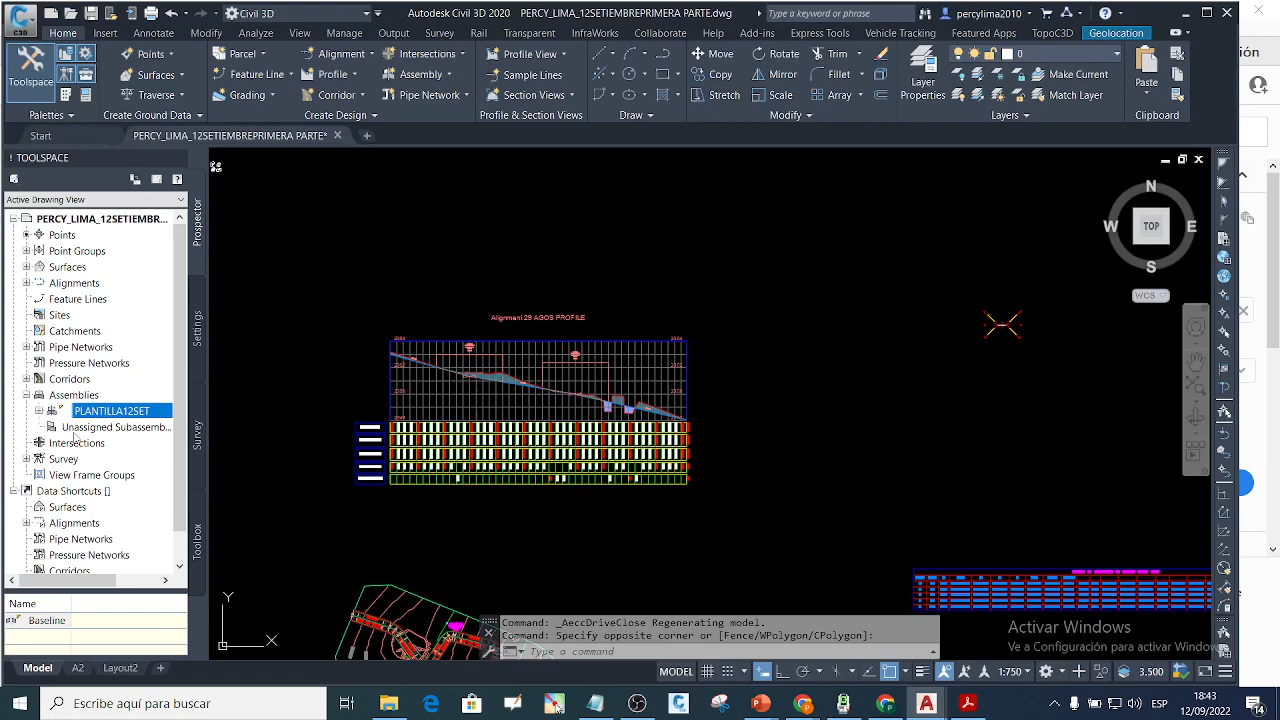 C3D
Civil 3D
Autodesk Civil 3D 2020 PERCY_LIMA_12SETIEMBREPRIMERA PARTE...
Type a keyword or phrase
percylima2010
Home Insert Annotate Modify Analyze View Manage Output Survey Rail Transparent InfraWorks Collaborate Help Add-ins Express Tools Vehicle Tracking Featured Apps TopoC3D Geolocation
Toolspace
Palettes
Points
Surfaces
Traverse
Create Ground Data
Parcel
Feature Line
Grading
Alignment
Profile
Corridor
Intersections
Assembly
Pipe Network
Create Design
Profile View
Sample Lines
Section Views
Profile & Section Views
Draw
Move
Copy
Stretch
Rotate
Mirror
Scale
Trim
Fillet
Array
Modify
Layer
Properties
0
Make Current
Match Layer
Layers
Paste
Clipboard
Start
PERCY_LIMA_12SETIEMBREPRIMERA PARTE*
TOOLSPACE
Active Drawing View
PERCY_LIMA_12SETIEMBR...
Points
Point Groups
Surfaces
Alignments
Feature Lines
Sites
Catchments
Pipe Networks
Pressure Networks
Corridors
Assemblies
PLANTILLA12SET
Unassigned Subassemb...
Intersections
Survey
View Frame Groups
Data Shortcuts []
Surfaces
Alignments
Pipe Networks
Pressure Networks
Corridors
Name
Baseline
Prospector
Settings
Survey
Toolbox
N
W
TOP
E
S
WCS
Alignment 29 AGOS PROFILE
Y
X
Command: _AeccDriveClose Regenerating model.
Command: Specify opposite corner or [Fence/WPolygon/CPolygon]:
Type a command
Activar Windows
Ve a Configuración para activar Windows
Model A2 Layout2
MODEL
1:750
3.500
Escribe aquí para buscar
ESP
18:43
12/09/2022
ión